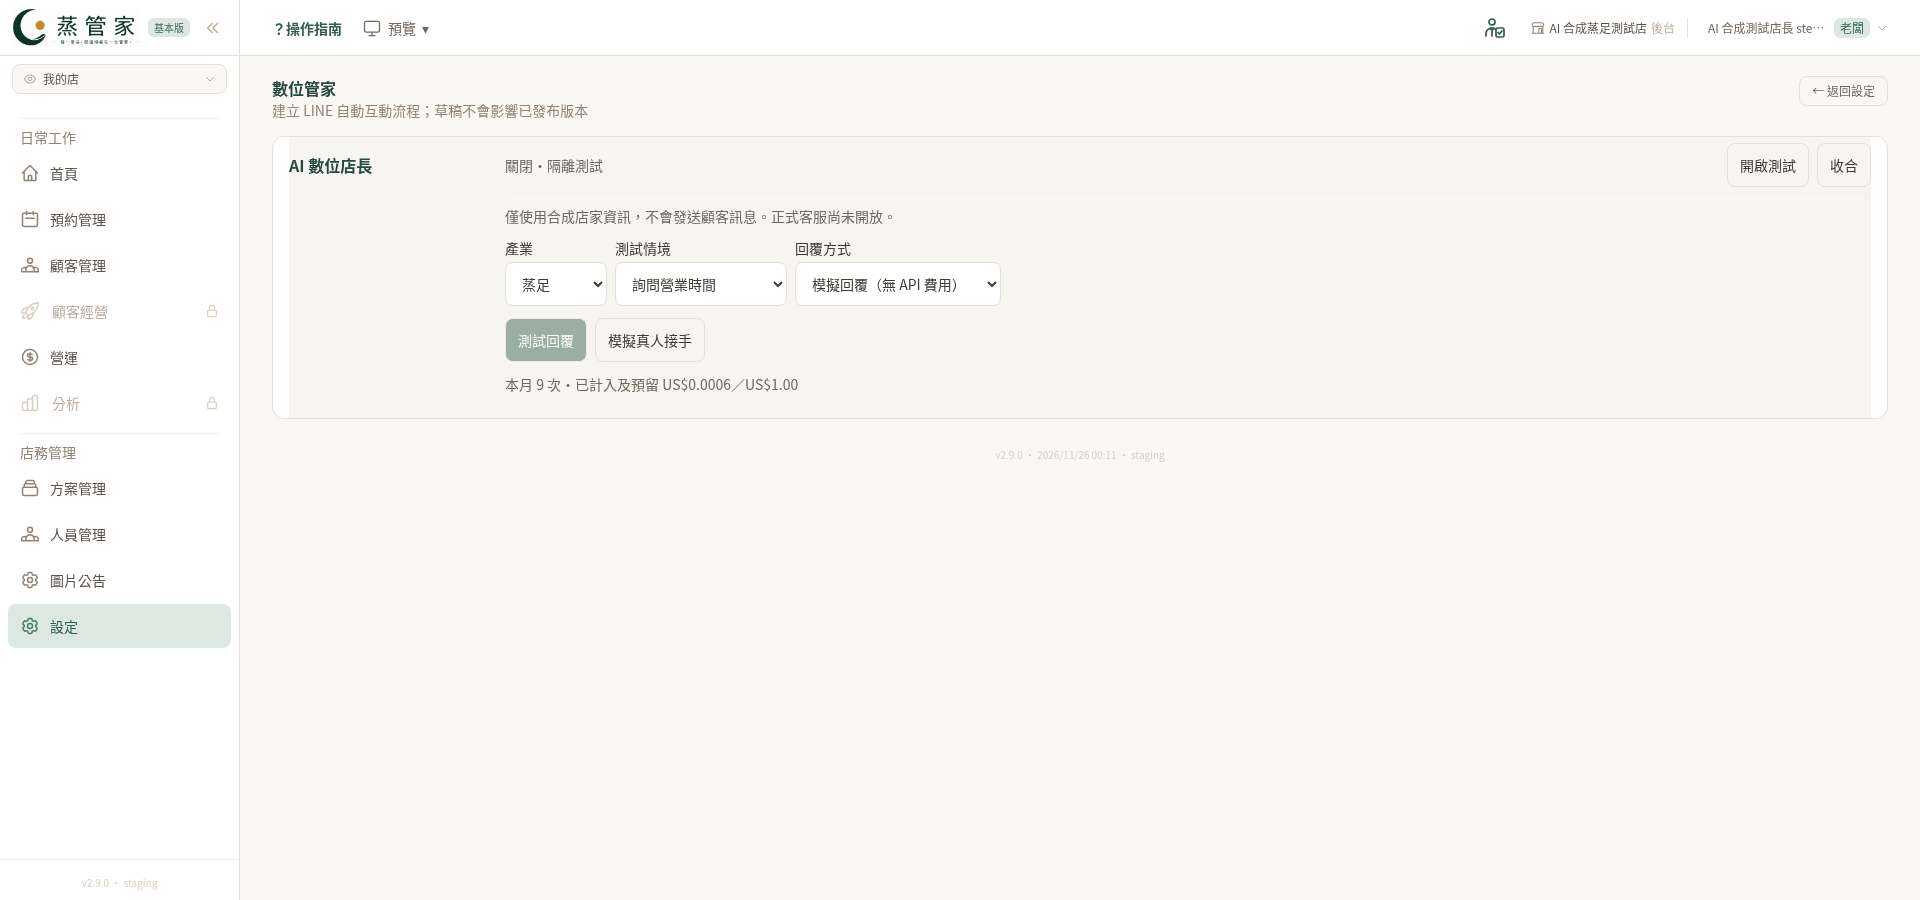 蒸管家 基本版
我的店
日常工作
首頁
預約管理
顧客管理
顧客經營
營運
分析
店務管理
方案管理
人員管理
圖片公告
設定
v2.9.0 · staging
? 操作指南 預覽 ▾
AI 合成蒸足測試店 後台 AI 合成測試店長 ste… 老闆
數位管家
建立 LINE 自動互動流程；草稿不會影響已發布版本
← 返回設定
AI 數位店長 關閉・隔離測試 開啟測試 收合
僅使用合成店家資訊，不會發送顧客訊息。正式客服尚未開放。
產業 測試情境 回覆方式
蒸足 詢問營業時間 模擬回覆（無 API 費用）
測試回覆 模擬真人接手
本月 9 次・已計入及預留 US$0.0006／US$1.00
v2.9.0 · 2026/11/26 00:11 · staging